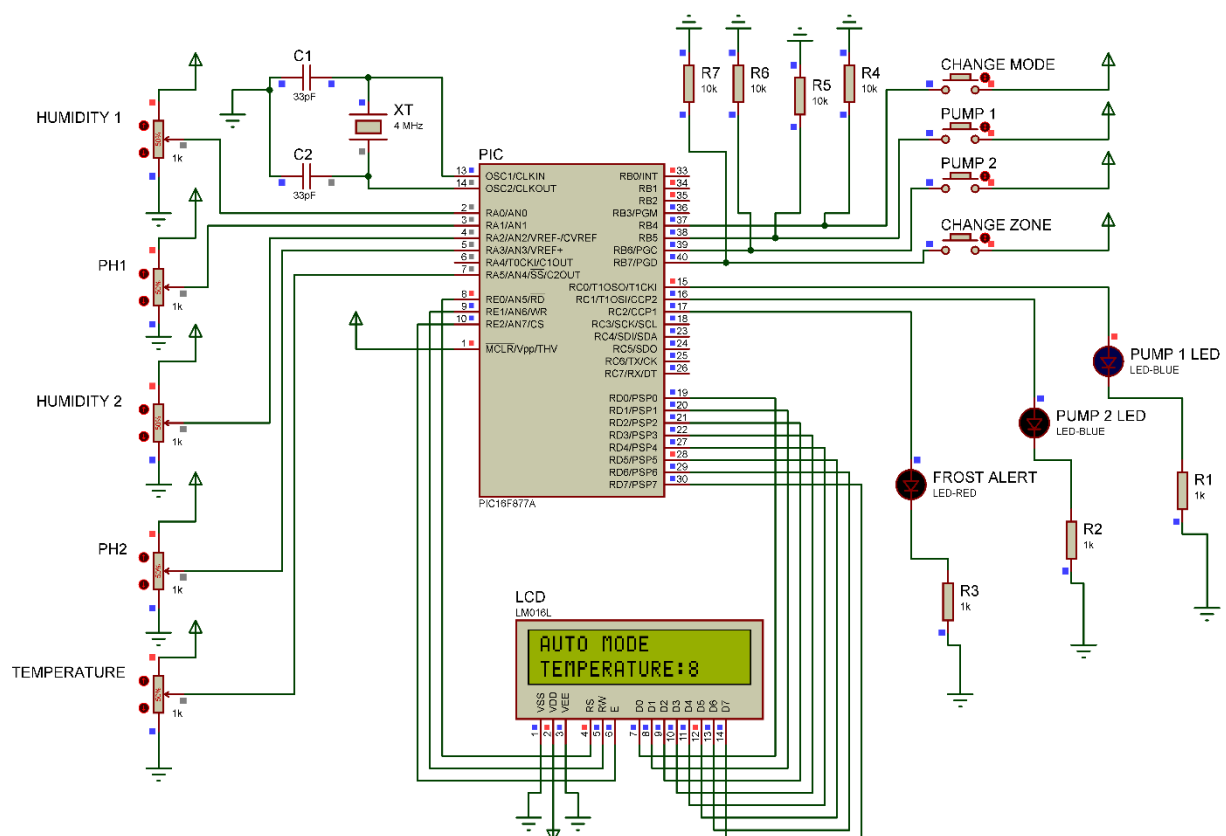 C1
33pF
XT
4 MHz
C2
33pF
HUMIDITY 1
50%
1k
PH1
50%
1k
HUMIDITY 2
50%
1k
PH2
50%
1k
TEMPERATURE
50%
1k
R7
10k
R6
10k
R5
10k
R4
10k
CHANGE MODE
PUMP 1
PUMP 2
CHANGE ZONE
PIC
13 OSC1/CLKIN
14 OSC2/CLKOUT
2 RA0/AN0
3 RA1/AN1
4 RA2/AN2/VREF-/CVREF
5 RA3/AN3/VREF+
6 RA4/T0CKI/C1OUT
7 RA5/AN4/SS/C2OUT
8 RE0/AN5/RD
9 RE1/AN6/WR
10 RE2/AN7/CS
1 MCLR/Vpp/THV
RB0/INT 33
RB1 34
RB2 35
RB3/PGM 36
RB4 37
RB5 38
RB6/PGC 39
RB7/PGD 40
RC0/T1OSO/T1CKI 15
RC1/T1OSI/CCP2 16
RC2/CCP1 17
RC3/SCK/SCL 18
RC4/SDI/SDA 23
RC5/SDO 24
RC6/TX/CK 25
RC7/RX/DT 26
RD0/PSP0 19
RD1/PSP1 20
RD2/PSP2 21
RD3/PSP3 22
RD4/PSP4 27
RD5/PSP5 28
RD6/PSP6 29
RD7/PSP7 30
PIC16F877A
PUMP 1 LED
LED-BLUE
PUMP 2 LED
LED-BLUE
FROST ALERT
LED-RED
R1
1k
R2
1k
R3
1k
LCD
LM016L
AUTO MODE
TEMPERATURE:8
VSS VDD VEE RS RW E D0 D1 D2 D3 D4 D5 D6 D7
1 2 3 4 5 6 7 8 9 10 11 12 13 14